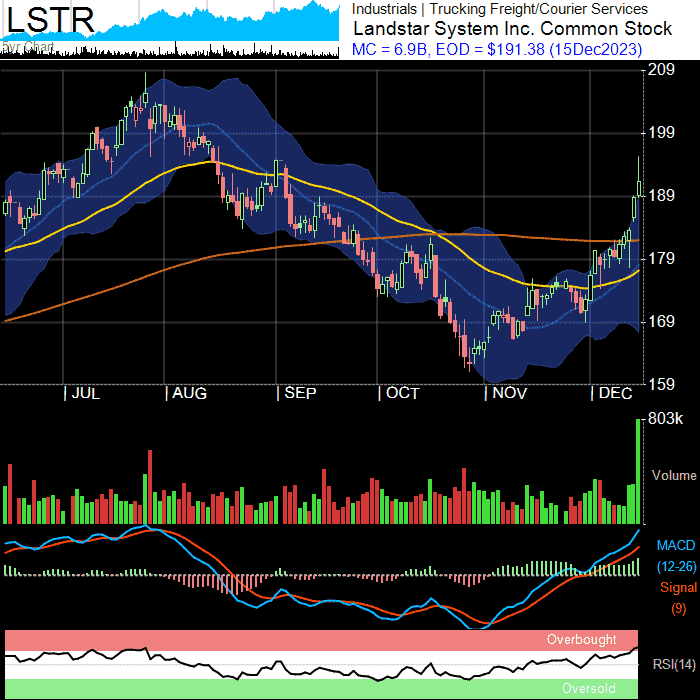 LSTR
5yr Chart
Industrials | Trucking Freight/Courier Services
Landstar System Inc. Common Stock
MC = 6.9B, EOD = $191.38 (15Dec2023)
209
199
189
179
169
159
JUL
AUG
SEP
OCT
NOV
DEC
803k
Volume
MACD
(12-26)
Signal
(9)
Overbought
RSI(14)
Oversold